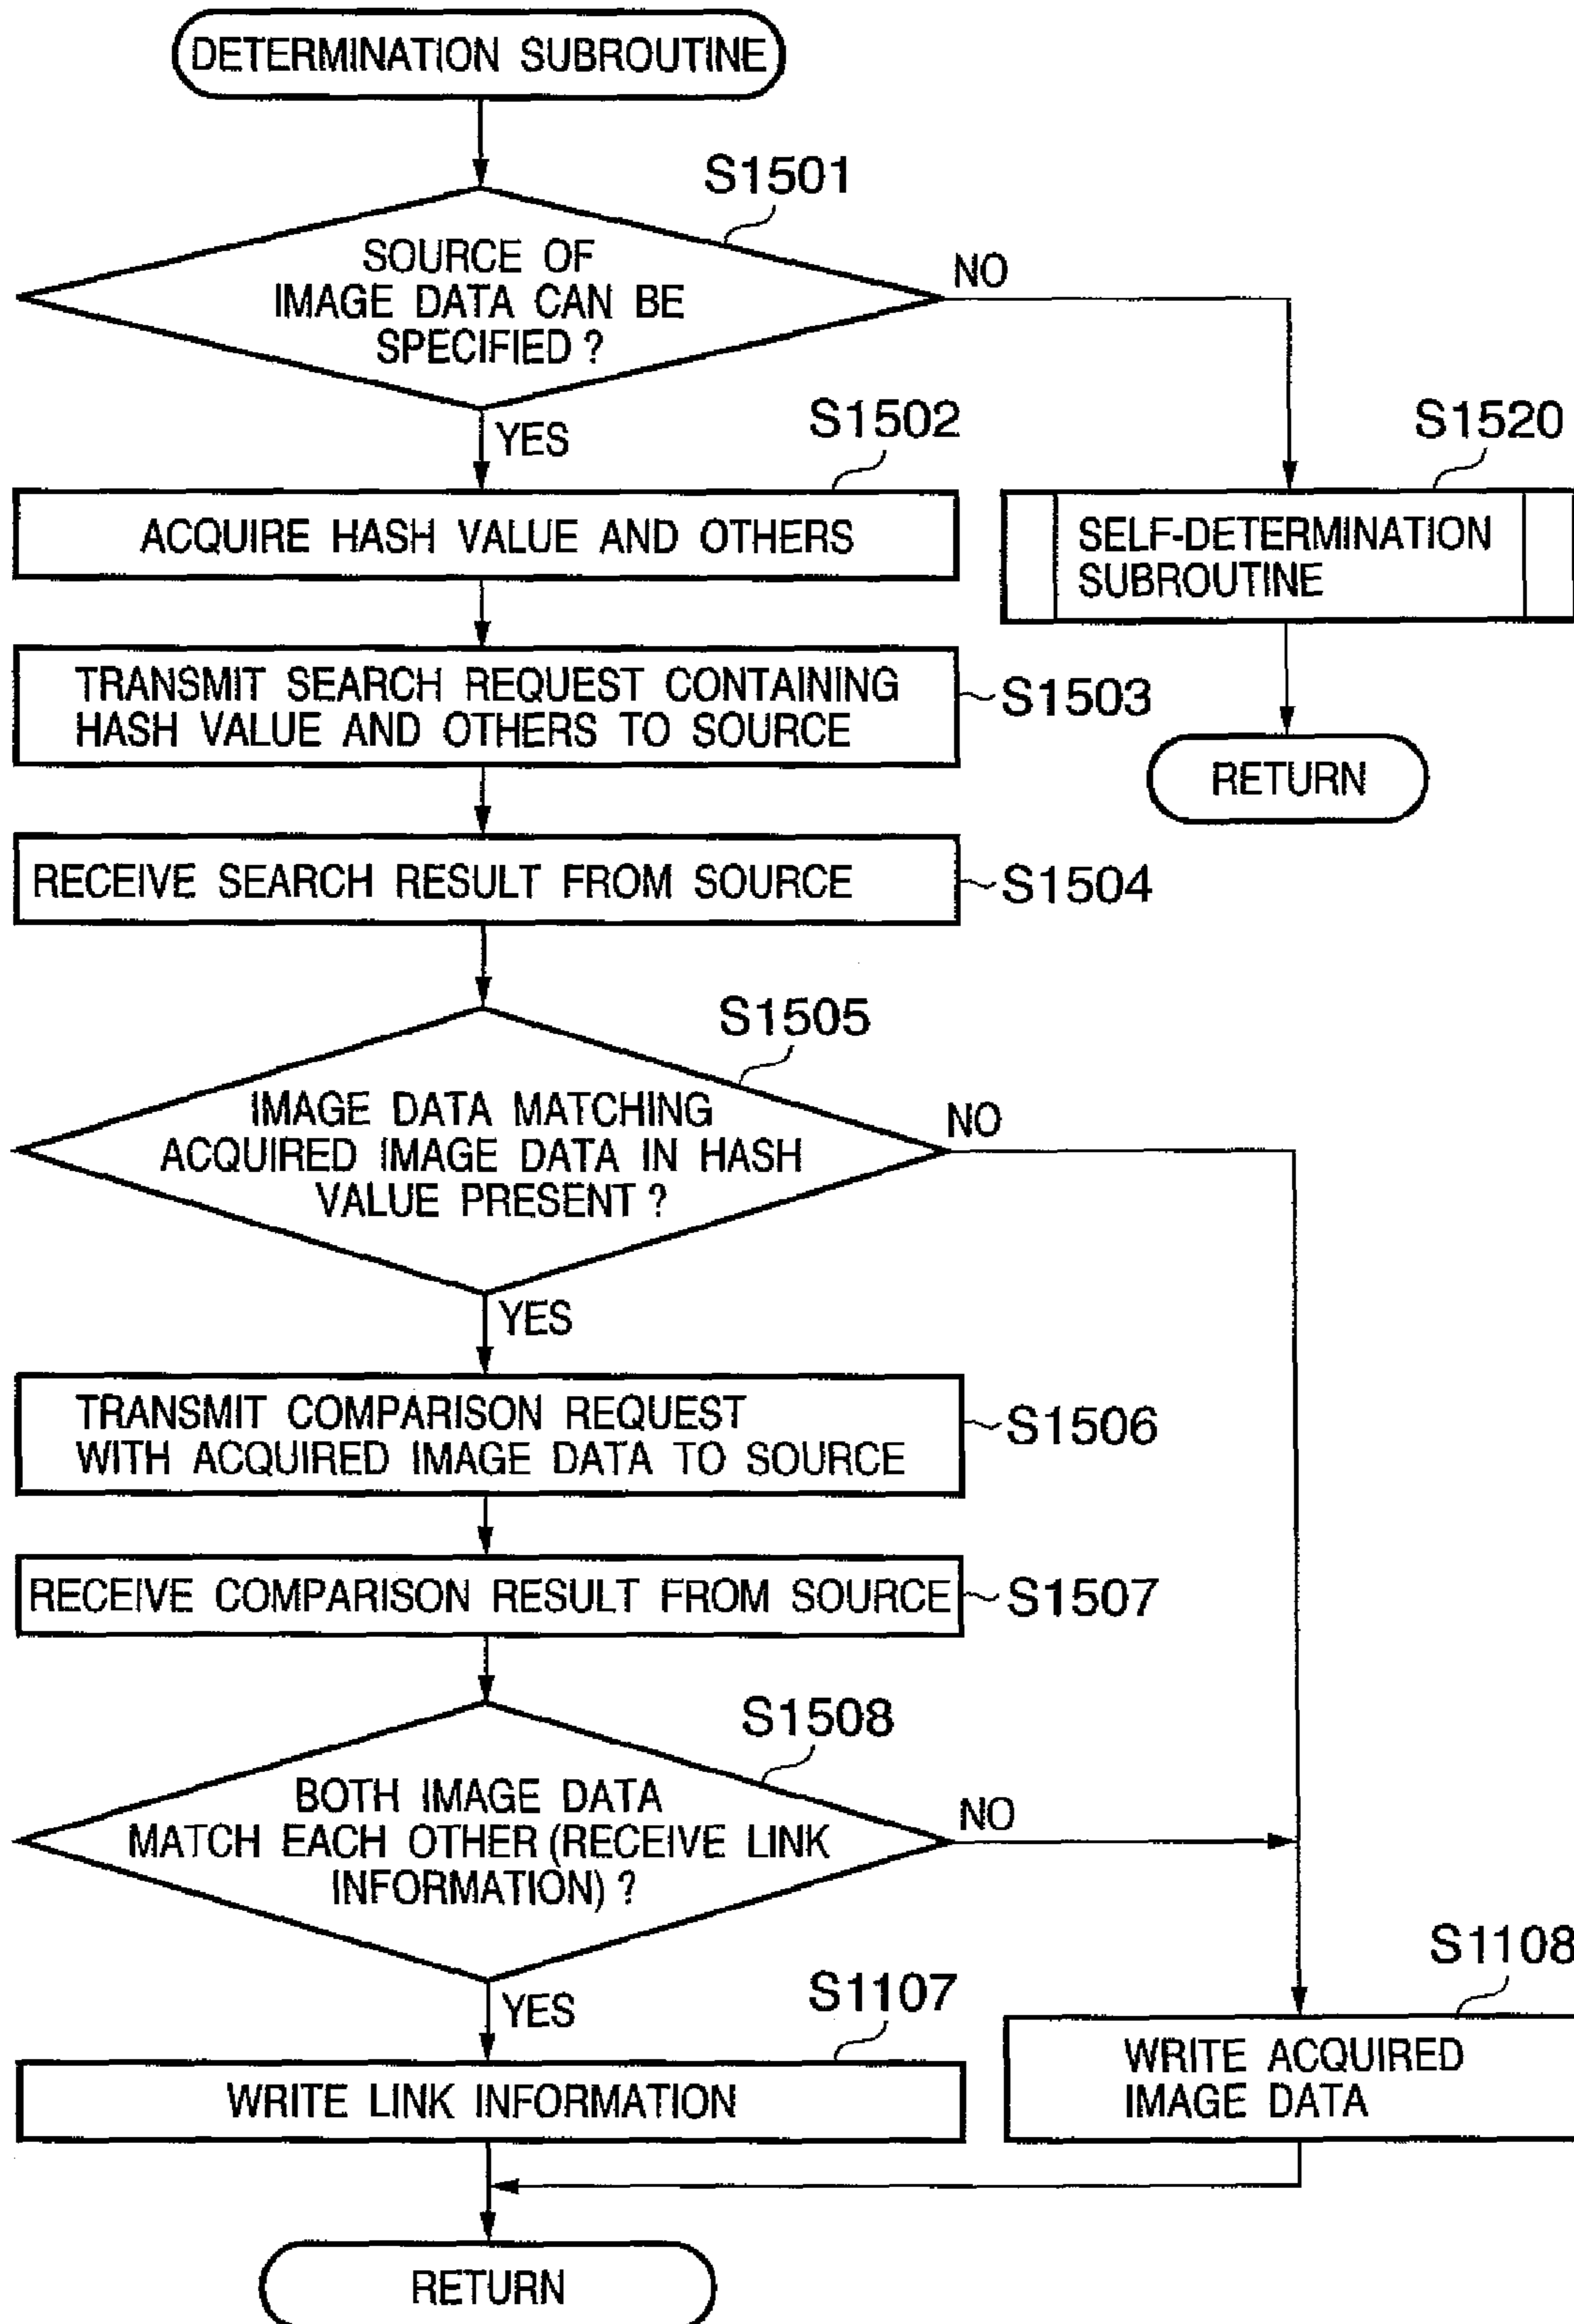 DETERMINATION SUBROUTINE
S1501
SOURCE OF
IMAGE DATA CAN BE
SPECIFIED ?
NO
YES
S1502
ACQUIRE HASH VALUE AND OTHERS
S1520
SELF-DETERMINATION
SUBROUTINE
TRANSMIT SEARCH REQUEST CONTAINING
HASH VALUE AND OTHERS TO SOURCE
S1503
RETURN
RECEIVE SEARCH RESULT FROM SOURCE
S1504
S1505
IMAGE DATA MATCHING
ACQUIRED IMAGE DATA IN HASH
VALUE PRESENT ?
NO
YES
TRANSMIT COMPARISON REQUEST
WITH ACQUIRED IMAGE DATA TO SOURCE
S1506
RECEIVE COMPARISON RESULT FROM SOURCE
S1507
S1508
BOTH IMAGE DATA
MATCH EACH OTHER (RECEIVE LINK
INFORMATION) ?
NO
YES
S1107
WRITE LINK INFORMATION
S1108
WRITE ACQUIRED
IMAGE DATA
RETURN